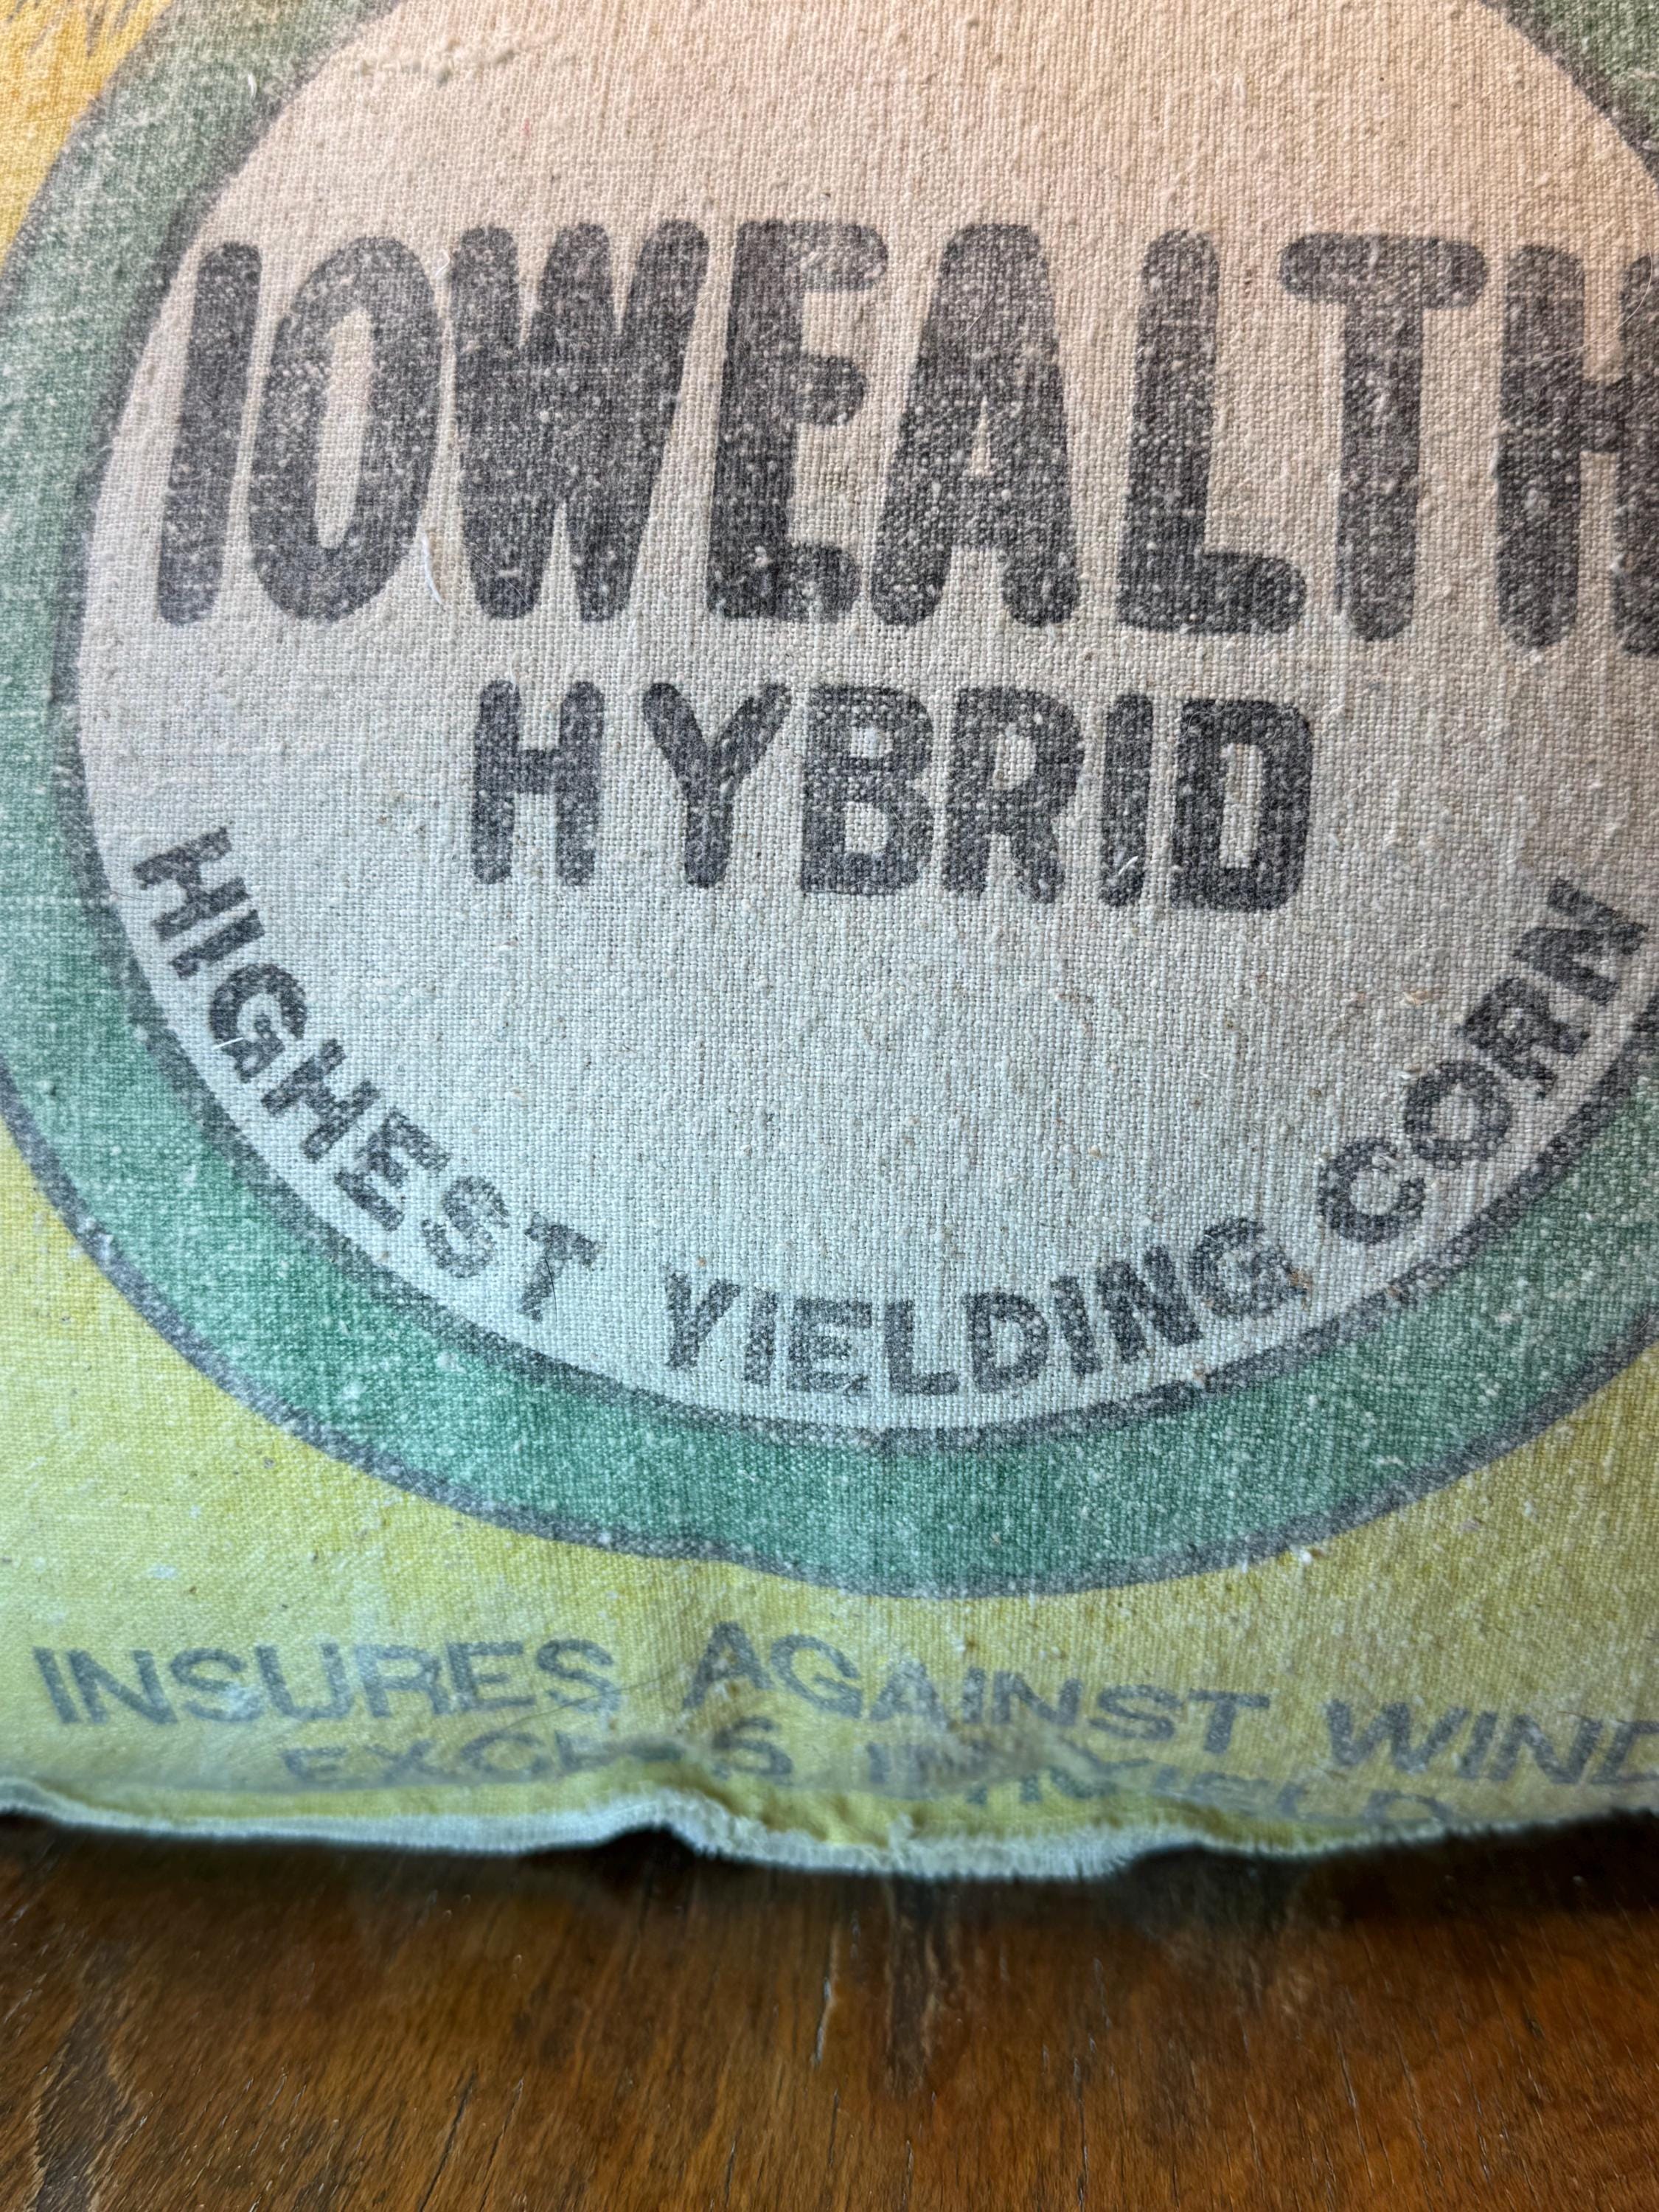 IOWEALTH
HYBRID
HIGHEST YIELDING CORN
INSURES AGAINST WIND